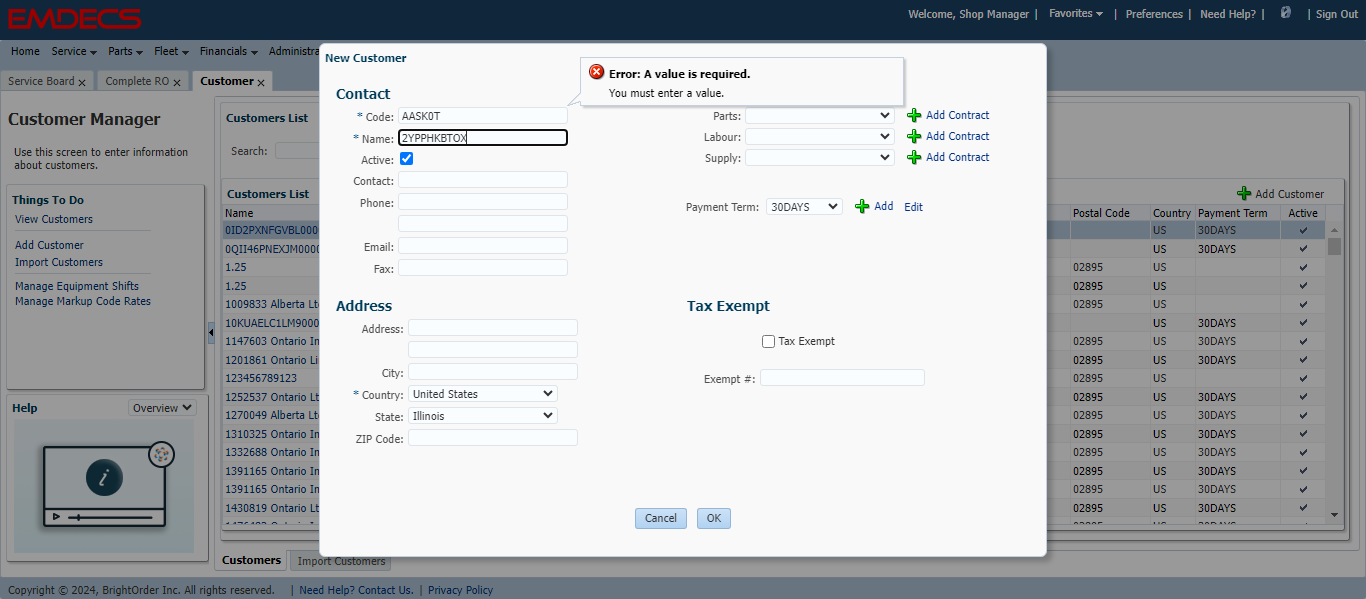 EMDECS
Welcome, Shop Manager | Favorites | Preferences | Need Help? | | Sign Out
Home Service Parts Fleet Financials Administra
Service Board Complete RO Customer
Customer Manager
Use this screen to enter information
about customers.
Things To Do
View Customers
Add Customer
Import Customers
Manage Equipment Shifts
Manage Markup Code Rates
Help Overview
Customers List
Search:
Customers List
Add Customer
Name Postal Code Country Payment Term Active
0ID2PXNFGVBL000 US 30DAYS
0QII46PNEXJM0000 US 30DAYS
1.25 02895 US
1.25 02895 US
1009833 Alberta Lt 02895 US
10KUAELC1LM9000 US 30DAYS
1147603 Ontario In 02895 US 30DAYS
1201861 Ontario Li 02895 US 30DAYS
123456789123 02895 US
1252537 Ontario Lt 02895 US 30DAYS
1270049 Alberta Lt 02895 US 30DAYS
1310325 Ontario In 02895 US 30DAYS
1332688 Ontario In 02895 US 30DAYS
1391165 Ontario In 02895 US 30DAYS
1391165 Ontario In 02895 US 30DAYS
1430819 Ontario Lt 02895 US 30DAYS
Customers Import Customers
New Customer
Error: A value is required.
You must enter a value.
Contact
* Code: AASK0T
* Name: 2YPPHKBTOX
Active:
Contact:
Phone:
Email:
Fax:
Parts: Add Contract
Labour: Add Contract
Supply: Add Contract
Payment Term: 30DAYS Add Edit
Address
Address:
City:
* Country: United States
State: Illinois
ZIP Code:
Tax Exempt
Tax Exempt
Exempt #:
Cancel OK
Copyright © 2024, BrightOrder Inc. All rights reserved. | Need Help? Contact Us. | Privacy Policy